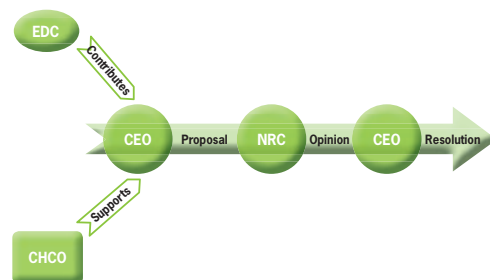 EDC
Contributes
CEO
Proposal
NRC
Opinion
CEO
Resolution
Supports
CHCO